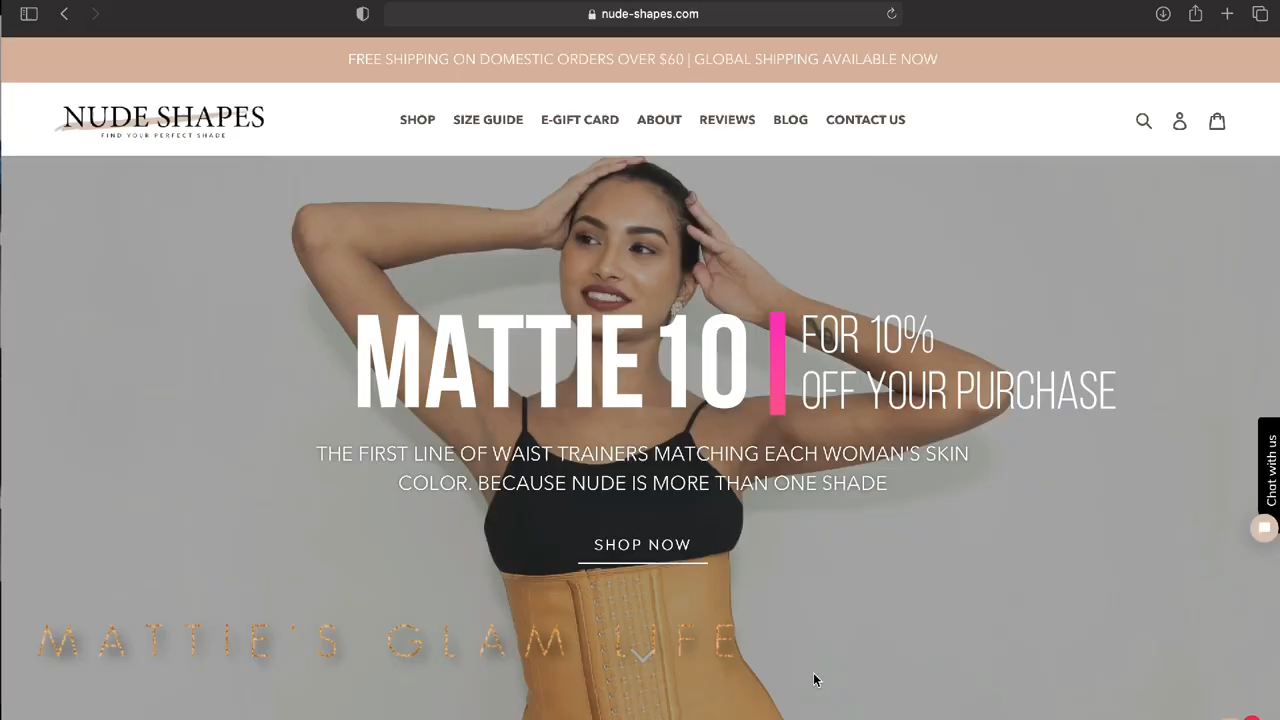 nude-shapes.com
FREE SHIPPING ON DOMESTIC ORDERS OVER $60 | GLOBAL SHIPPING AVAILABLE NOW
NUDE SHAPES
FIND YOUR PERFECT SHADE
SHOP SIZE GUIDE E-GIFT CARD ABOUT REVIEWS BLOG CONTACT US
MATTIE10
FOR 10%
OFF YOUR PURCHASE
THE FIRST LINE OF WAIST TRAINERS MATCHING EACH WOMAN'S SKIN
COLOR. BECAUSE NUDE IS MORE THAN ONE SHADE
SHOP NOW
Chat with us
MATTIE'S GLAM LIFE